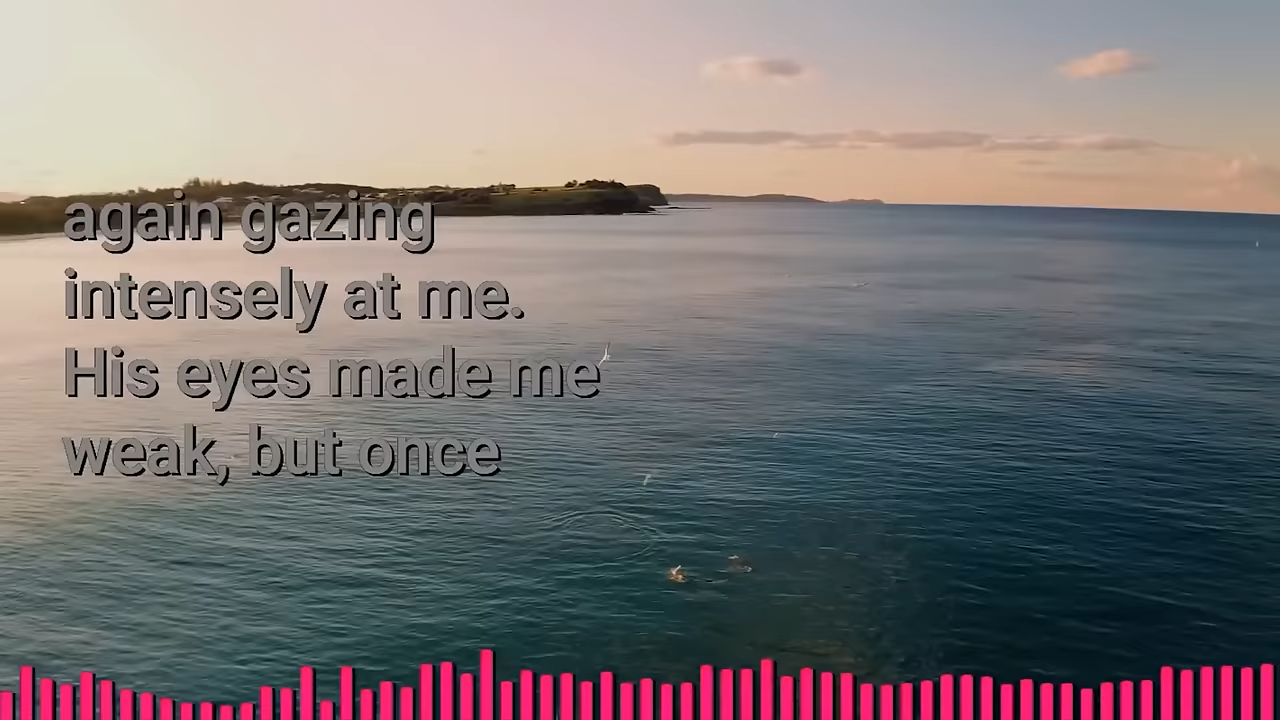 again gazing
intensely at me.
His eyes made me
weak, but once